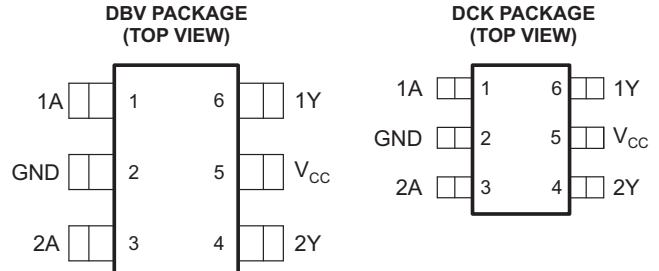 DBV PACKAGE
(TOP VIEW)
1A 1 6 1Y
GND 2 5 VCC
2A 3 4 2Y
DCK PACKAGE
(TOP VIEW)
1A 1 6 1Y
GND 2 5 VCC
2A 3 4 2Y